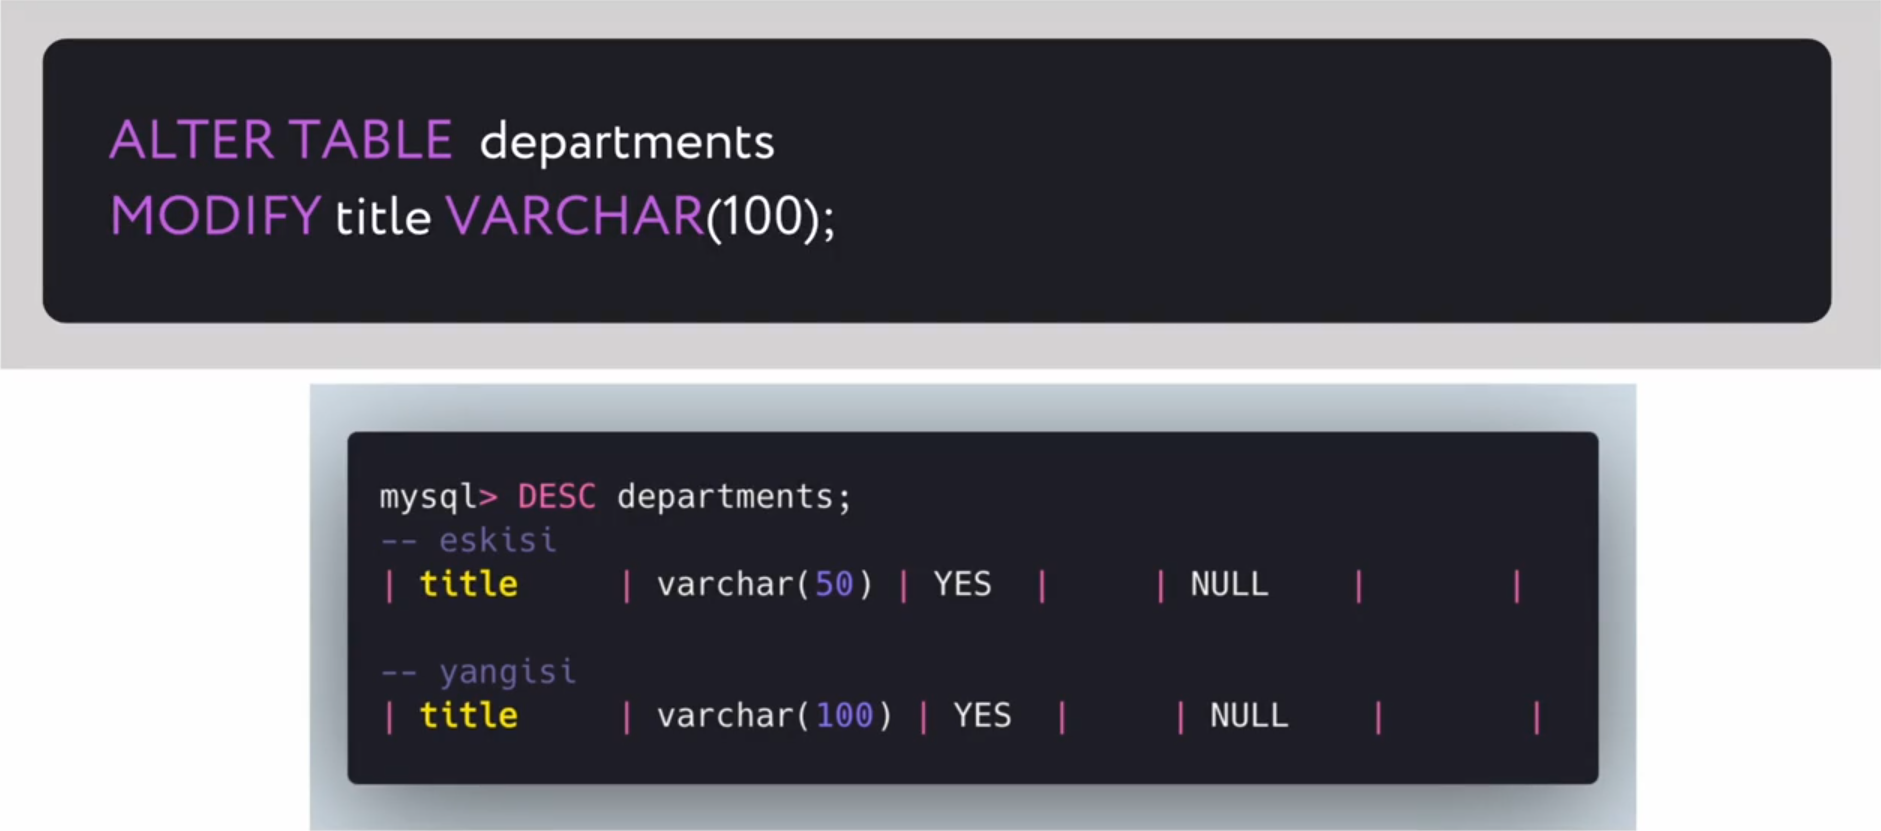 ALTER TABLE departments
MODIFY title VARCHAR(100);
mysql> DESC departments;
-- eskisi
| title | varchar(50) | YES | | NULL | |
-- yangisi
| title | varchar(100) | YES | | NULL | |